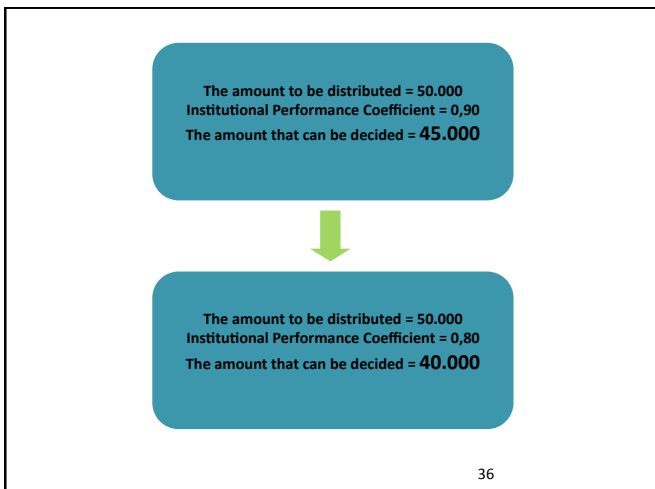 The amount to be distributed = 50.000
Institutional Performance Coefficient = 0,90
The amount that can be decided = 45.000
The amount to be distributed = 50.000
Institutional Performance Coefficient = 0,80
The amount that can be decided = 40.000
36